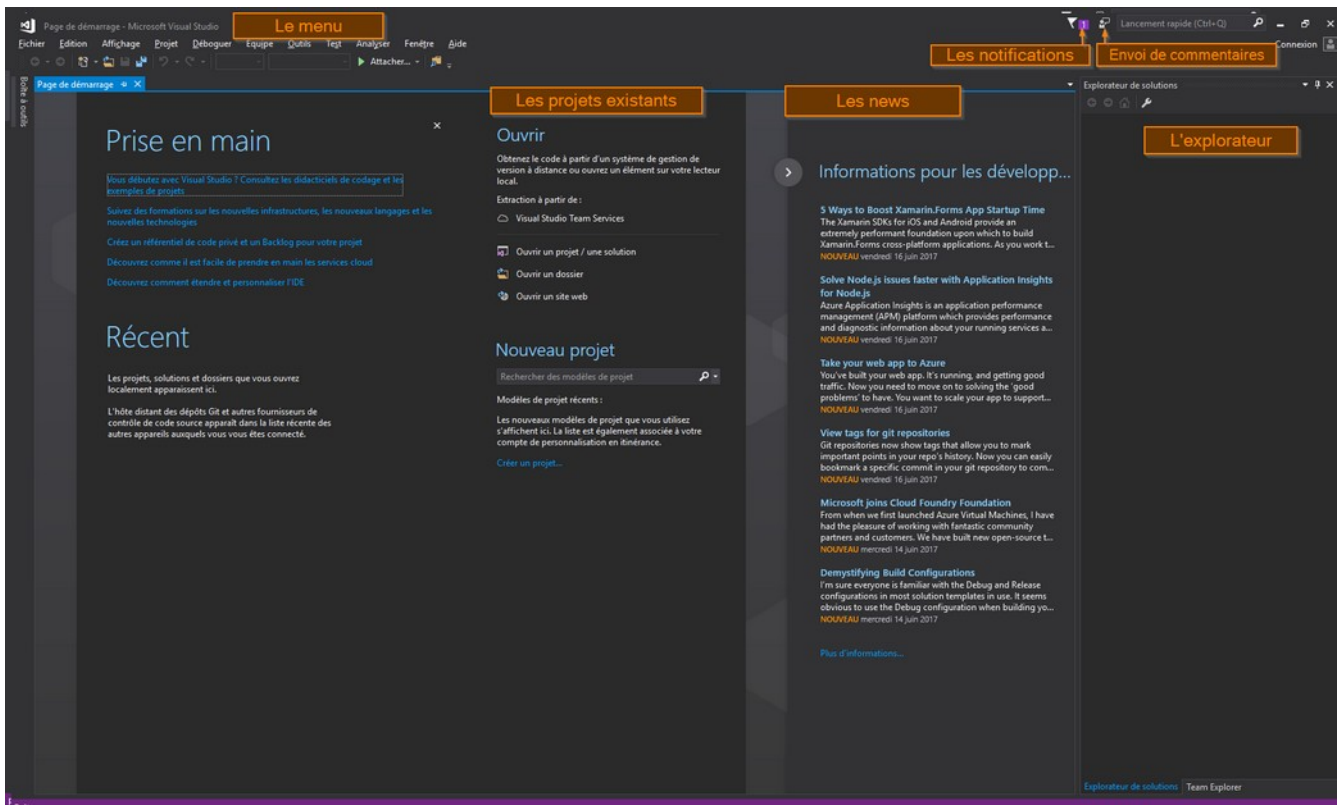 Page de démarrage - Microsoft Visual Studio
Le menu
1
Lancement rapide (Ctrl+Q)
Fichier Edition Affichage Projet Déboguer Equipe Outils Test Analyser Fenêtre Aide
Les notifications
Envoi de commentaires
Connexion
Attacher...
Boîte à outils
Page de démarrage
Les projets existants
Les news
Explorateur de solutions
L'explorateur
Prise en main
Vous débutez avec Visual Studio ? Consultez les didacticiels de codage et les
exemples de projets
Suivez des formations sur les nouvelles infrastructures, les nouveaux langages et les
nouvelles technologies
Créez un référentiel de code privé et un Backlog pour votre projet
Découvrez comme il est facile de prendre en main les services cloud
Découvrez comment étendre et personnaliser l'IDE
Récent
Les projets, solutions et dossiers que vous ouvrez
localement apparaissent ici.
L'hôte distant des dépôts Git et autres fournisseurs de
contrôle de code source apparaît dans la liste récente des
autres appareils auxquels vous vous êtes connecté.
Ouvrir
Obtenez le code à partir d'un système de gestion de
version à distance ou ouvrez un élément sur votre lecteur
local.
Extraction à partir de :
Visual Studio Team Services
Ouvrir un projet / une solution
Ouvrir un dossier
Ouvrir un site web
Nouveau projet
Rechercher des modèles de projet
Modèles de projet récents :
Les nouveaux modèles de projet que vous utilisez
s'affichent ici. La liste est également associée à votre
compte de personnalisation en itinérance.
Créer un projet...
Informations pour les développ...
5 Ways to Boost Xamarin.Forms App Startup Time
The Xamarin SDKs for iOS and Android provide an
extremely performant foundation upon which to build
Xamarin.Forms cross-platform applications. As you work t...
NOUVEAU vendredi 16 juin 2017
Solve Node.js issues faster with Application Insights
for Node.js
Azure Application Insights is an application performance
management (APM) platform which provides performance
and diagnostic information about your running services a...
NOUVEAU vendredi 16 juin 2017
Take your web app to Azure
You've built your web app. It's running, and getting good
traffic. Now you need to move on to solving the 'good
problems' to have. You want to scale your app to support...
NOUVEAU vendredi 16 juin 2017
View tags for git repositories
Git repositories now show tags that allow you to mark
important points in your repo's history. Now you can easily
bookmark a specific commit in your git repository to com...
NOUVEAU vendredi 16 juin 2017
Microsoft joins Cloud Foundry Foundation
From when we first launched Azure Virtual Machines, I have
had the pleasure of working with fantastic community
partners and customers. We have built new open-source t...
NOUVEAU mercredi 14 juin 2017
Demystifying Build Configurations
I'm sure everyone is familiar with the Debug and Release
configurations in most solution templates in use. It seems
obvious to use the Debug configuration when building yo...
NOUVEAU mercredi 14 juin 2017
Plus d'informations...
Explorateur de solutions Team Explorer